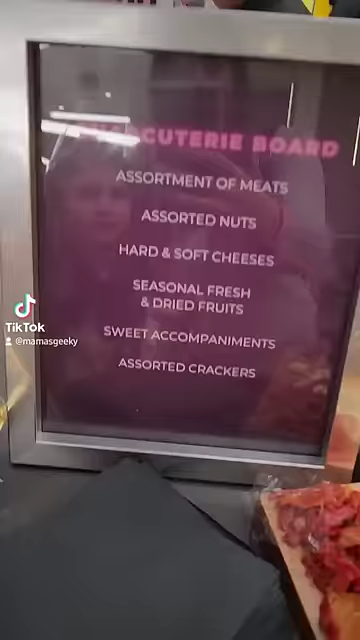 CUTERIE BOARD
ASSORTMENT OF MEATS
ASSORTED NUTS
HARD & SOFT CHEESES
SEASONAL FRESH
& DRIED FRUITS
SWEET ACCOMPANIMENTS
ASSORTED CRACKERS
TikTok
@mamasgeeky